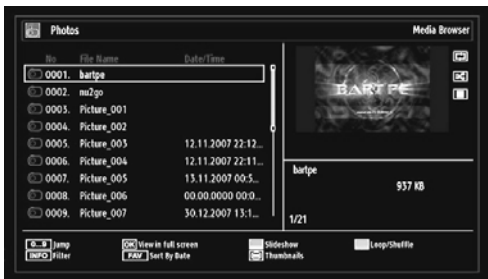 Photos Media Browser
No File Name Date/Time
0001. bartpe
0002. nu2go
0003. Picture_001
0004. Picture_002
0005. Picture_003 12.11.2007 22:12...
0006. Picture_004 12.11.2007 22:11...
0007. Picture_005 13.11.2007 00:5...
0008. Picture_006 00.00.0000 00:0...
0009. Picture_007 30.12.2007 13:1...
BART PE
bartpe
937 KB
1/21
0...9 Jump OK View in full screen Slideshow Loop/Shuffle
INFO Filter FAV Sort By Date Thumbnails